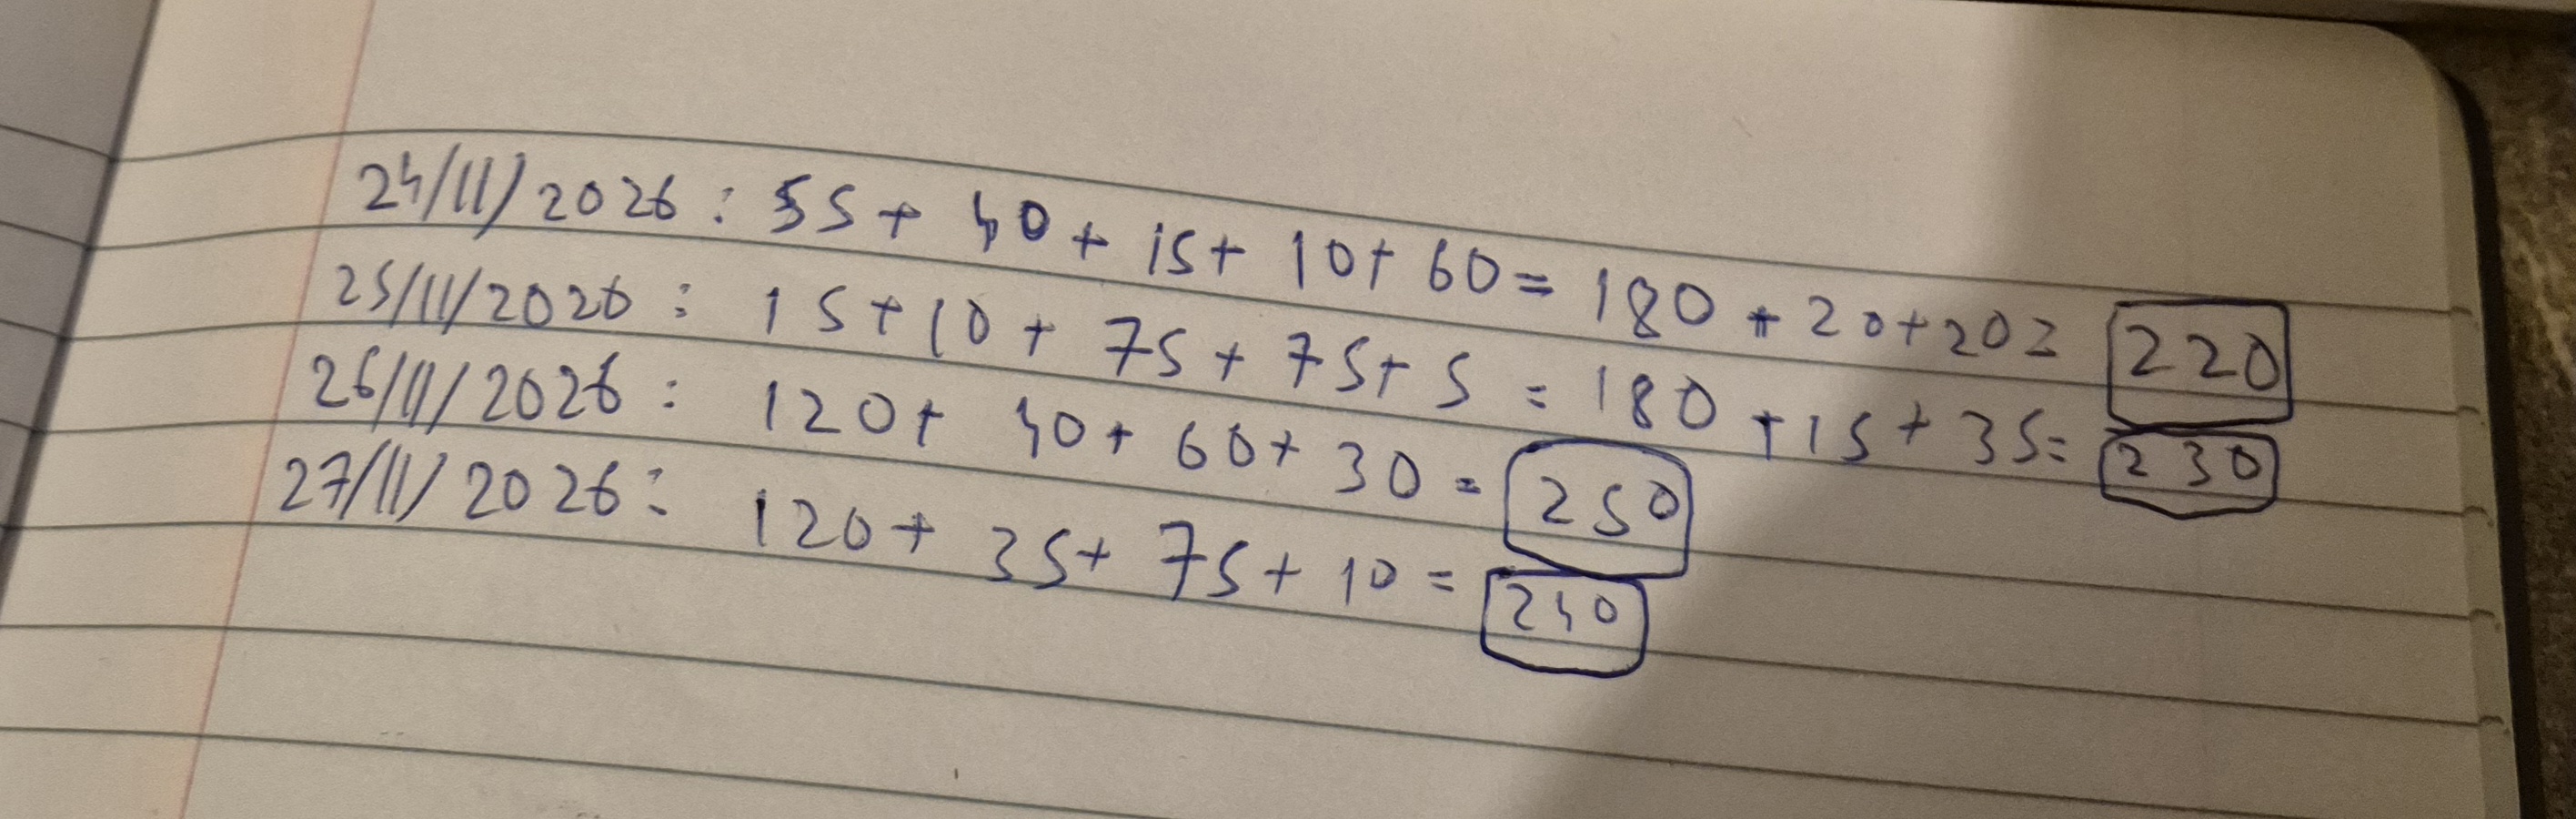 24/11/2026: 55+ 40+ 15+ 10+ 60= 180 + 20+20= 220
25/11/2026: 15+10+ 75+ 75+ 5 = 180 +15+ 35= 230
26/11/2026: 120+ 40+ 60+ 30= 250
27/11/2026: 120+ 35+ 75+ 10= 240